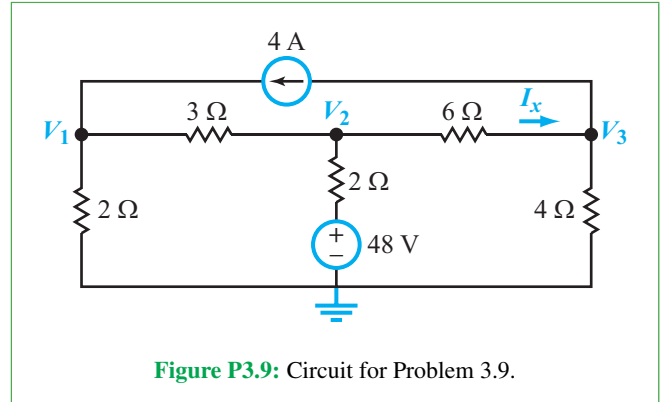 4 A
3 Ω
V2
6 Ω
Ix
V1
V3
2 Ω
2 Ω
4 Ω
+
−
48 V
Figure P3.9: Circuit for Problem 3.9.